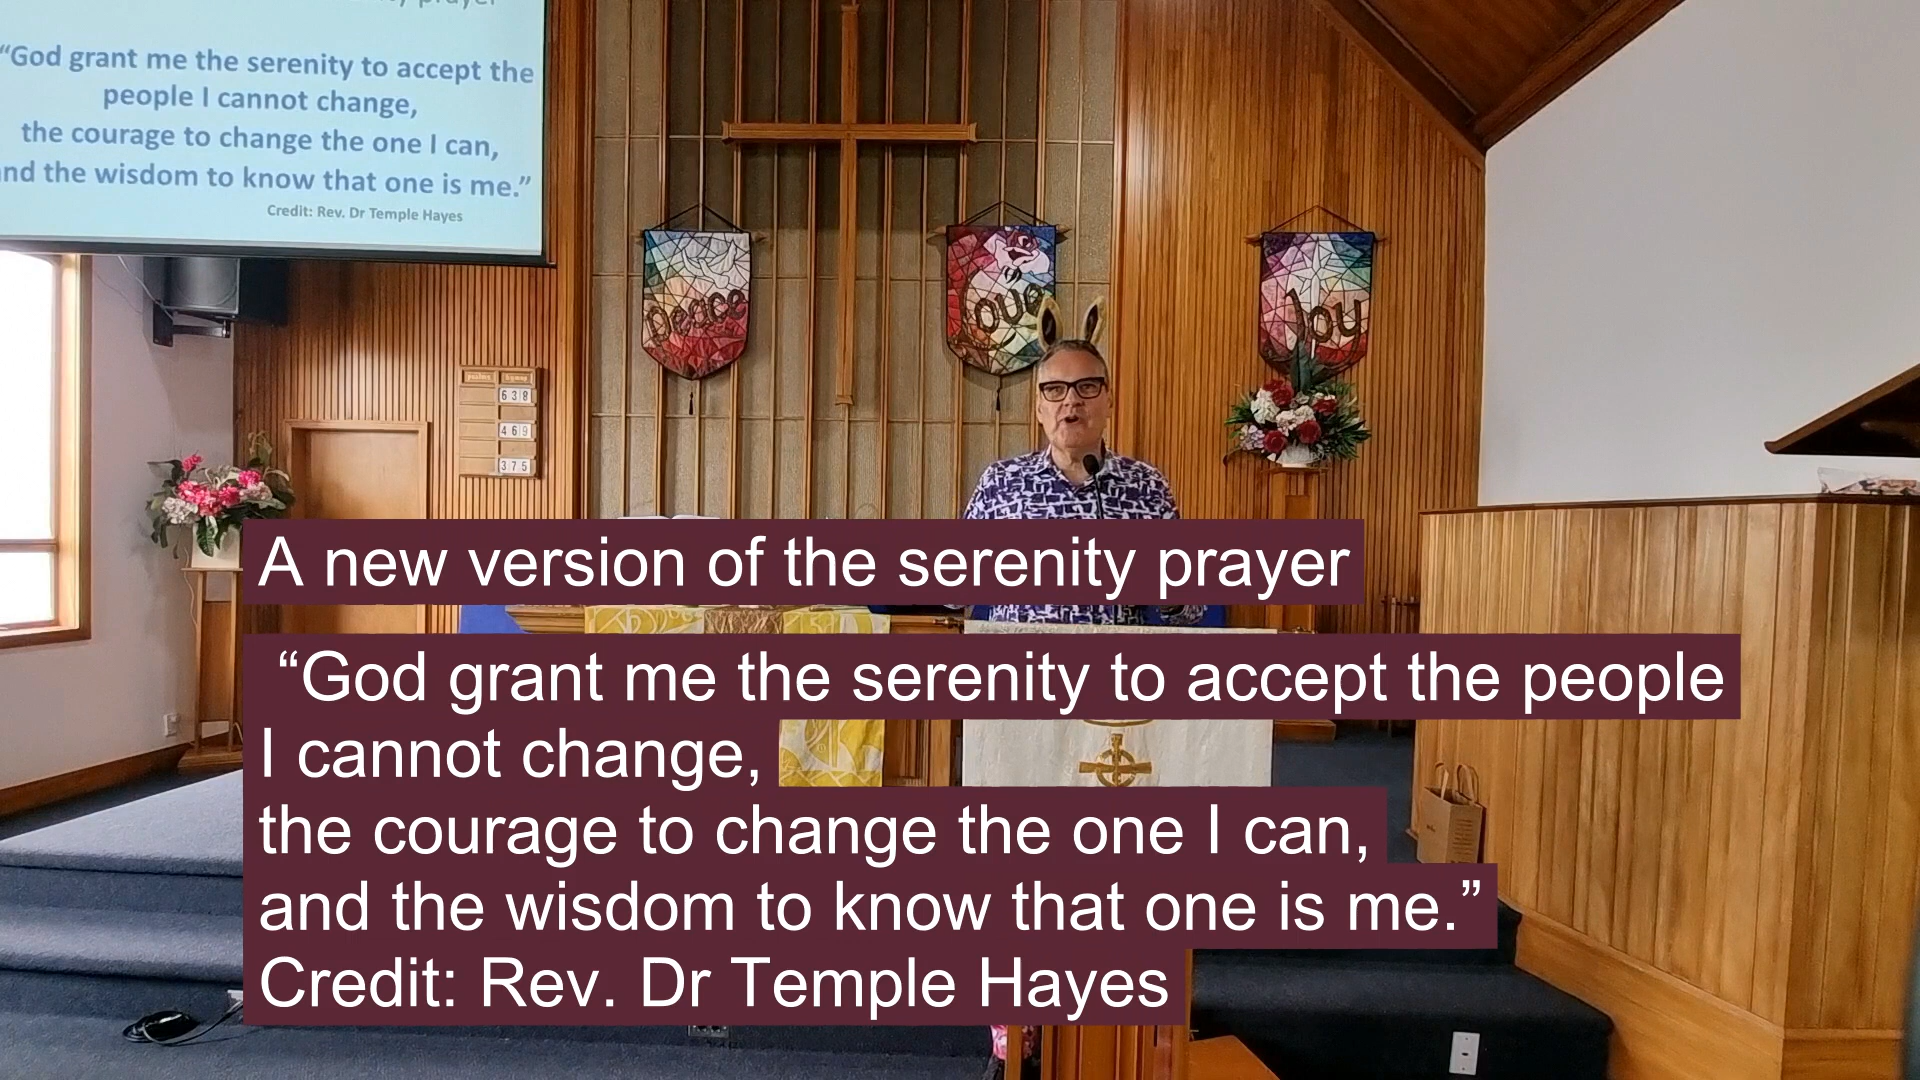 prayer
“God grant me the serenity to accept the
people I cannot change,
the courage to change the one I can,
and the wisdom to know that one is me.”
Credit: Rev. Dr Temple Hayes
Peace
Love
Joy
638
469
375
A new version of the serenity prayer
“God grant me the serenity to accept the people
I cannot change,
the courage to change the one I can,
and the wisdom to know that one is me.”
Credit: Rev. Dr Temple Hayes